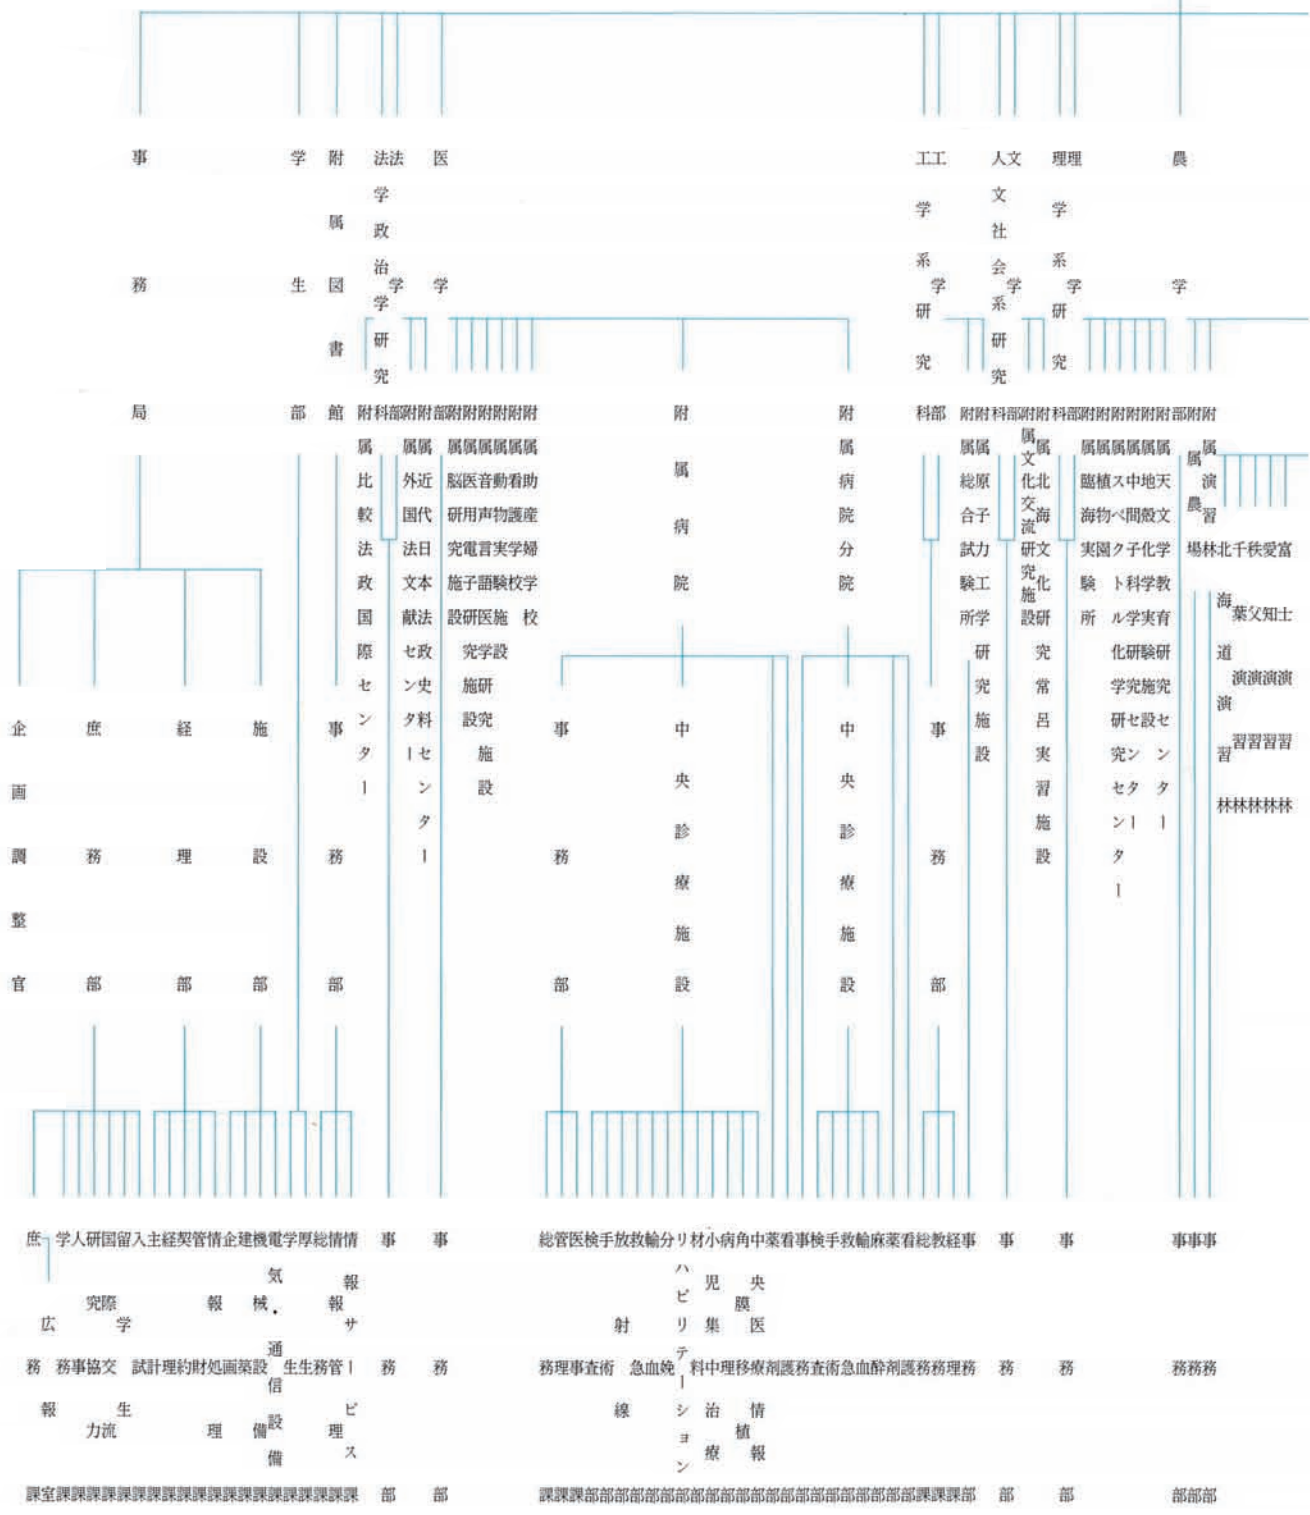 農学部
理学部
理学系研究科
文学部
人文社会系研究科
工学部
工学系研究科
医学部
法学部
法学政治学研究科
附属図書館
学生部
事務局
附属演習林
附属農場
富士演習林
愛知演習林
秩父演習林
千葉演習林
北海道演習林
附属天文学教育研究センター
附属地殻化学実験施設
附属中間子科学研究センター
附属スペクトル化学研究センター
附属植物園
附属臨海実験所
附属北海文化研究常呂実習施設
附属文化交流研究施設
附属原子力工学研究施設
附属総合試験所
附属病院分院
附属病院
附属助産婦学校
附属看護学校
附属動物実験施設
附属音声言語医学研究施設
附属医用電子研究施設
附属脳研究施設
附属近代日本法政史料センター
附属外国法文献センター
附属比較法政国際センター
事務部
中央診療施設
中央診療施設
事務部
事務部
施設部
経理部
庶務部
企画調整官
事務部
事務部
事務部
事務部
事務部
事務部
経理課
教務課
総務課
看護部
薬剤部
麻酔部
輸血部
救急部
手術部
検査部
事務部
看護部
薬剤部
中央医療情報部
角膜移植部
病理部
小児集中治療部
材料部
リハビリテーション部
分娩部
輸血部
救急部
放射線部
手術部
検査部
医事課
管理課
総務課
事務部
事務部
情報サービス課
情報管理課
総務課
厚生課
学生課
電気・通信設備課
機械設備課
建築課
企画課
情報処理課
管財課
契約課
経理課
主計課
入試課
留学生課
国際交流課
研究協力課
人事課
学務課
広報室
庶務課